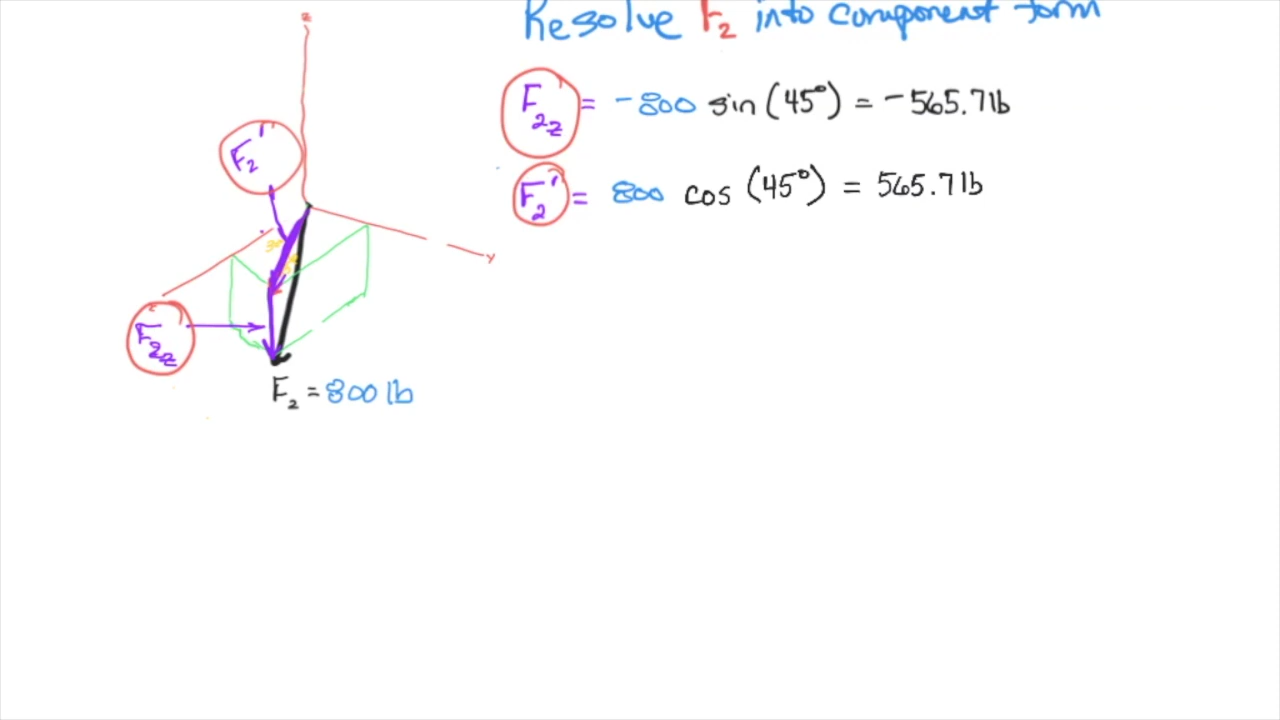 Resolve F₂ into component form
z
F₂z = -800 sin (45°) = -565.7 lb
F₂' = 800 cos (45°) = 565.7 lb
F₂'
y
F₂z
F₂ = 800 lb